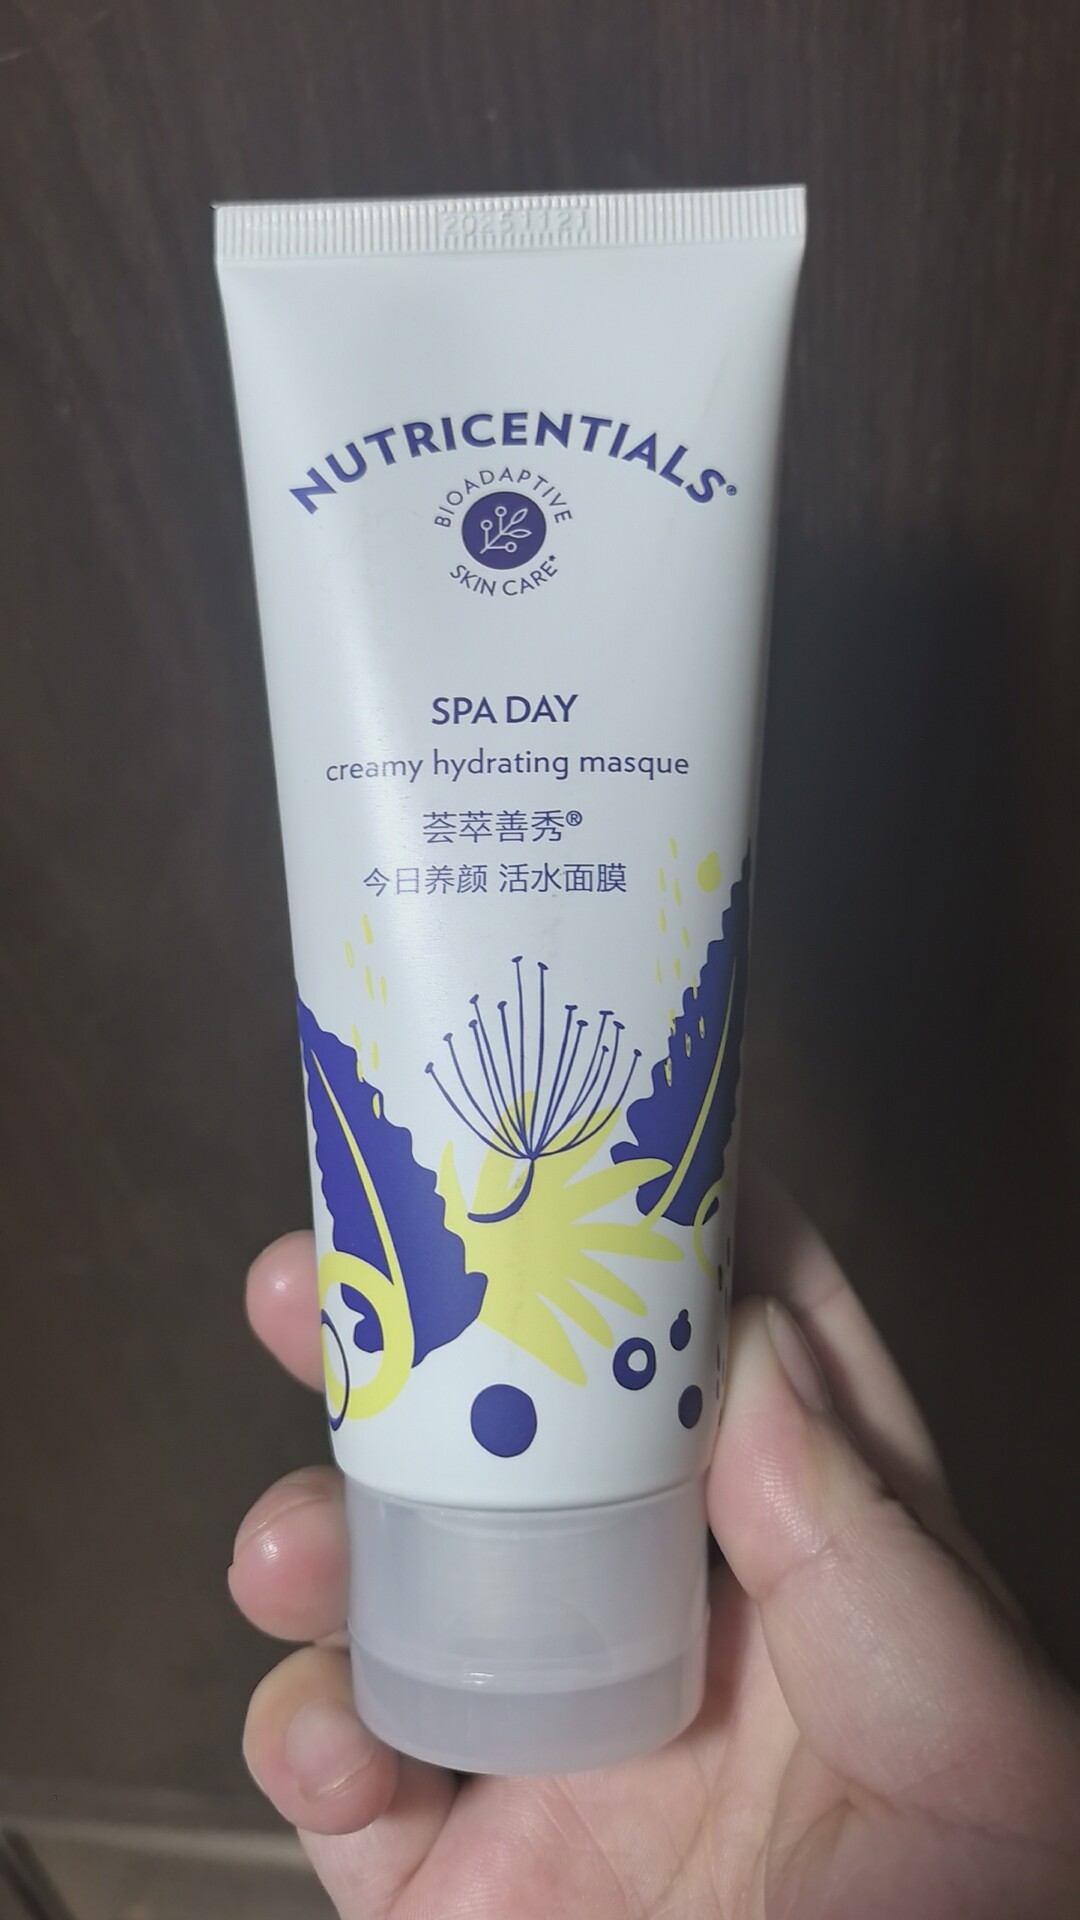 20251121
NUTRICENTIALS®
BIOADAPTIVE
SKIN CARE*
SPA DAY
creamy hydrating masque
荟萃善秀®
今日养颜 活水面膜